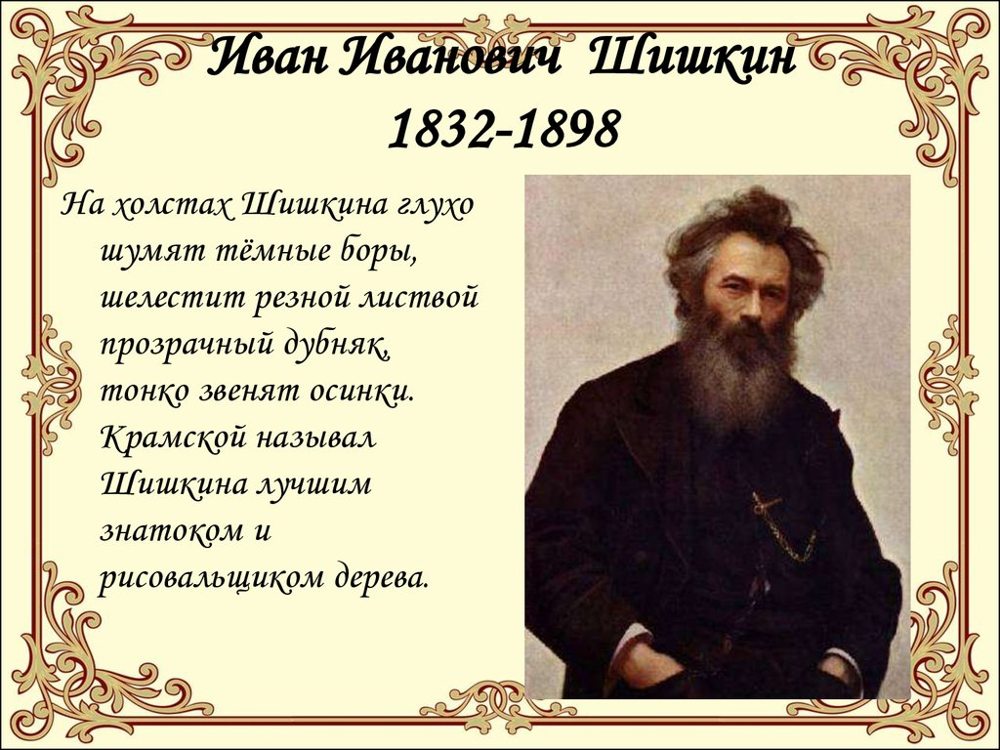 Иван Иванович Шишкин
1832-1898
На холстах Шишкина глухо
шумят тёмные боры,
шелестит резной листвой
прозрачный дубняк,
тонко звенят осинки.
Крамской называл
Шишкина лучшим
знатоком и
рисовальщиком дерева.